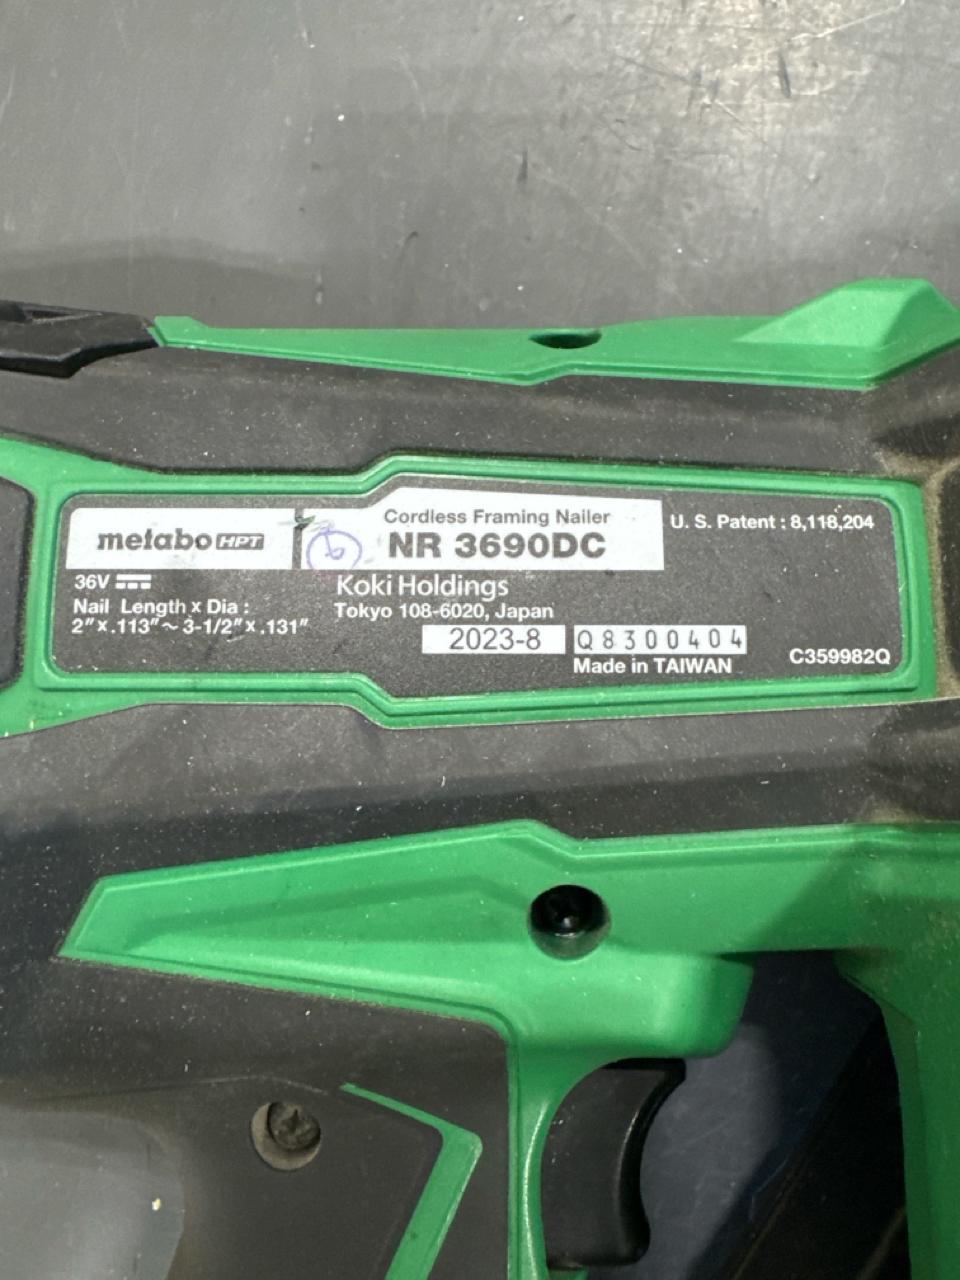 metabo HPT
6
Cordless Framing Nailer
NR 3690DC
U. S. Patent : 8,118,204
36V
Koki Holdings
Nail Length x Dia :
Tokyo 108-6020, Japan
2"x.113"~3-1/2"x.131"
2023-8
Q8300404
Made in TAIWAN
C359982Q